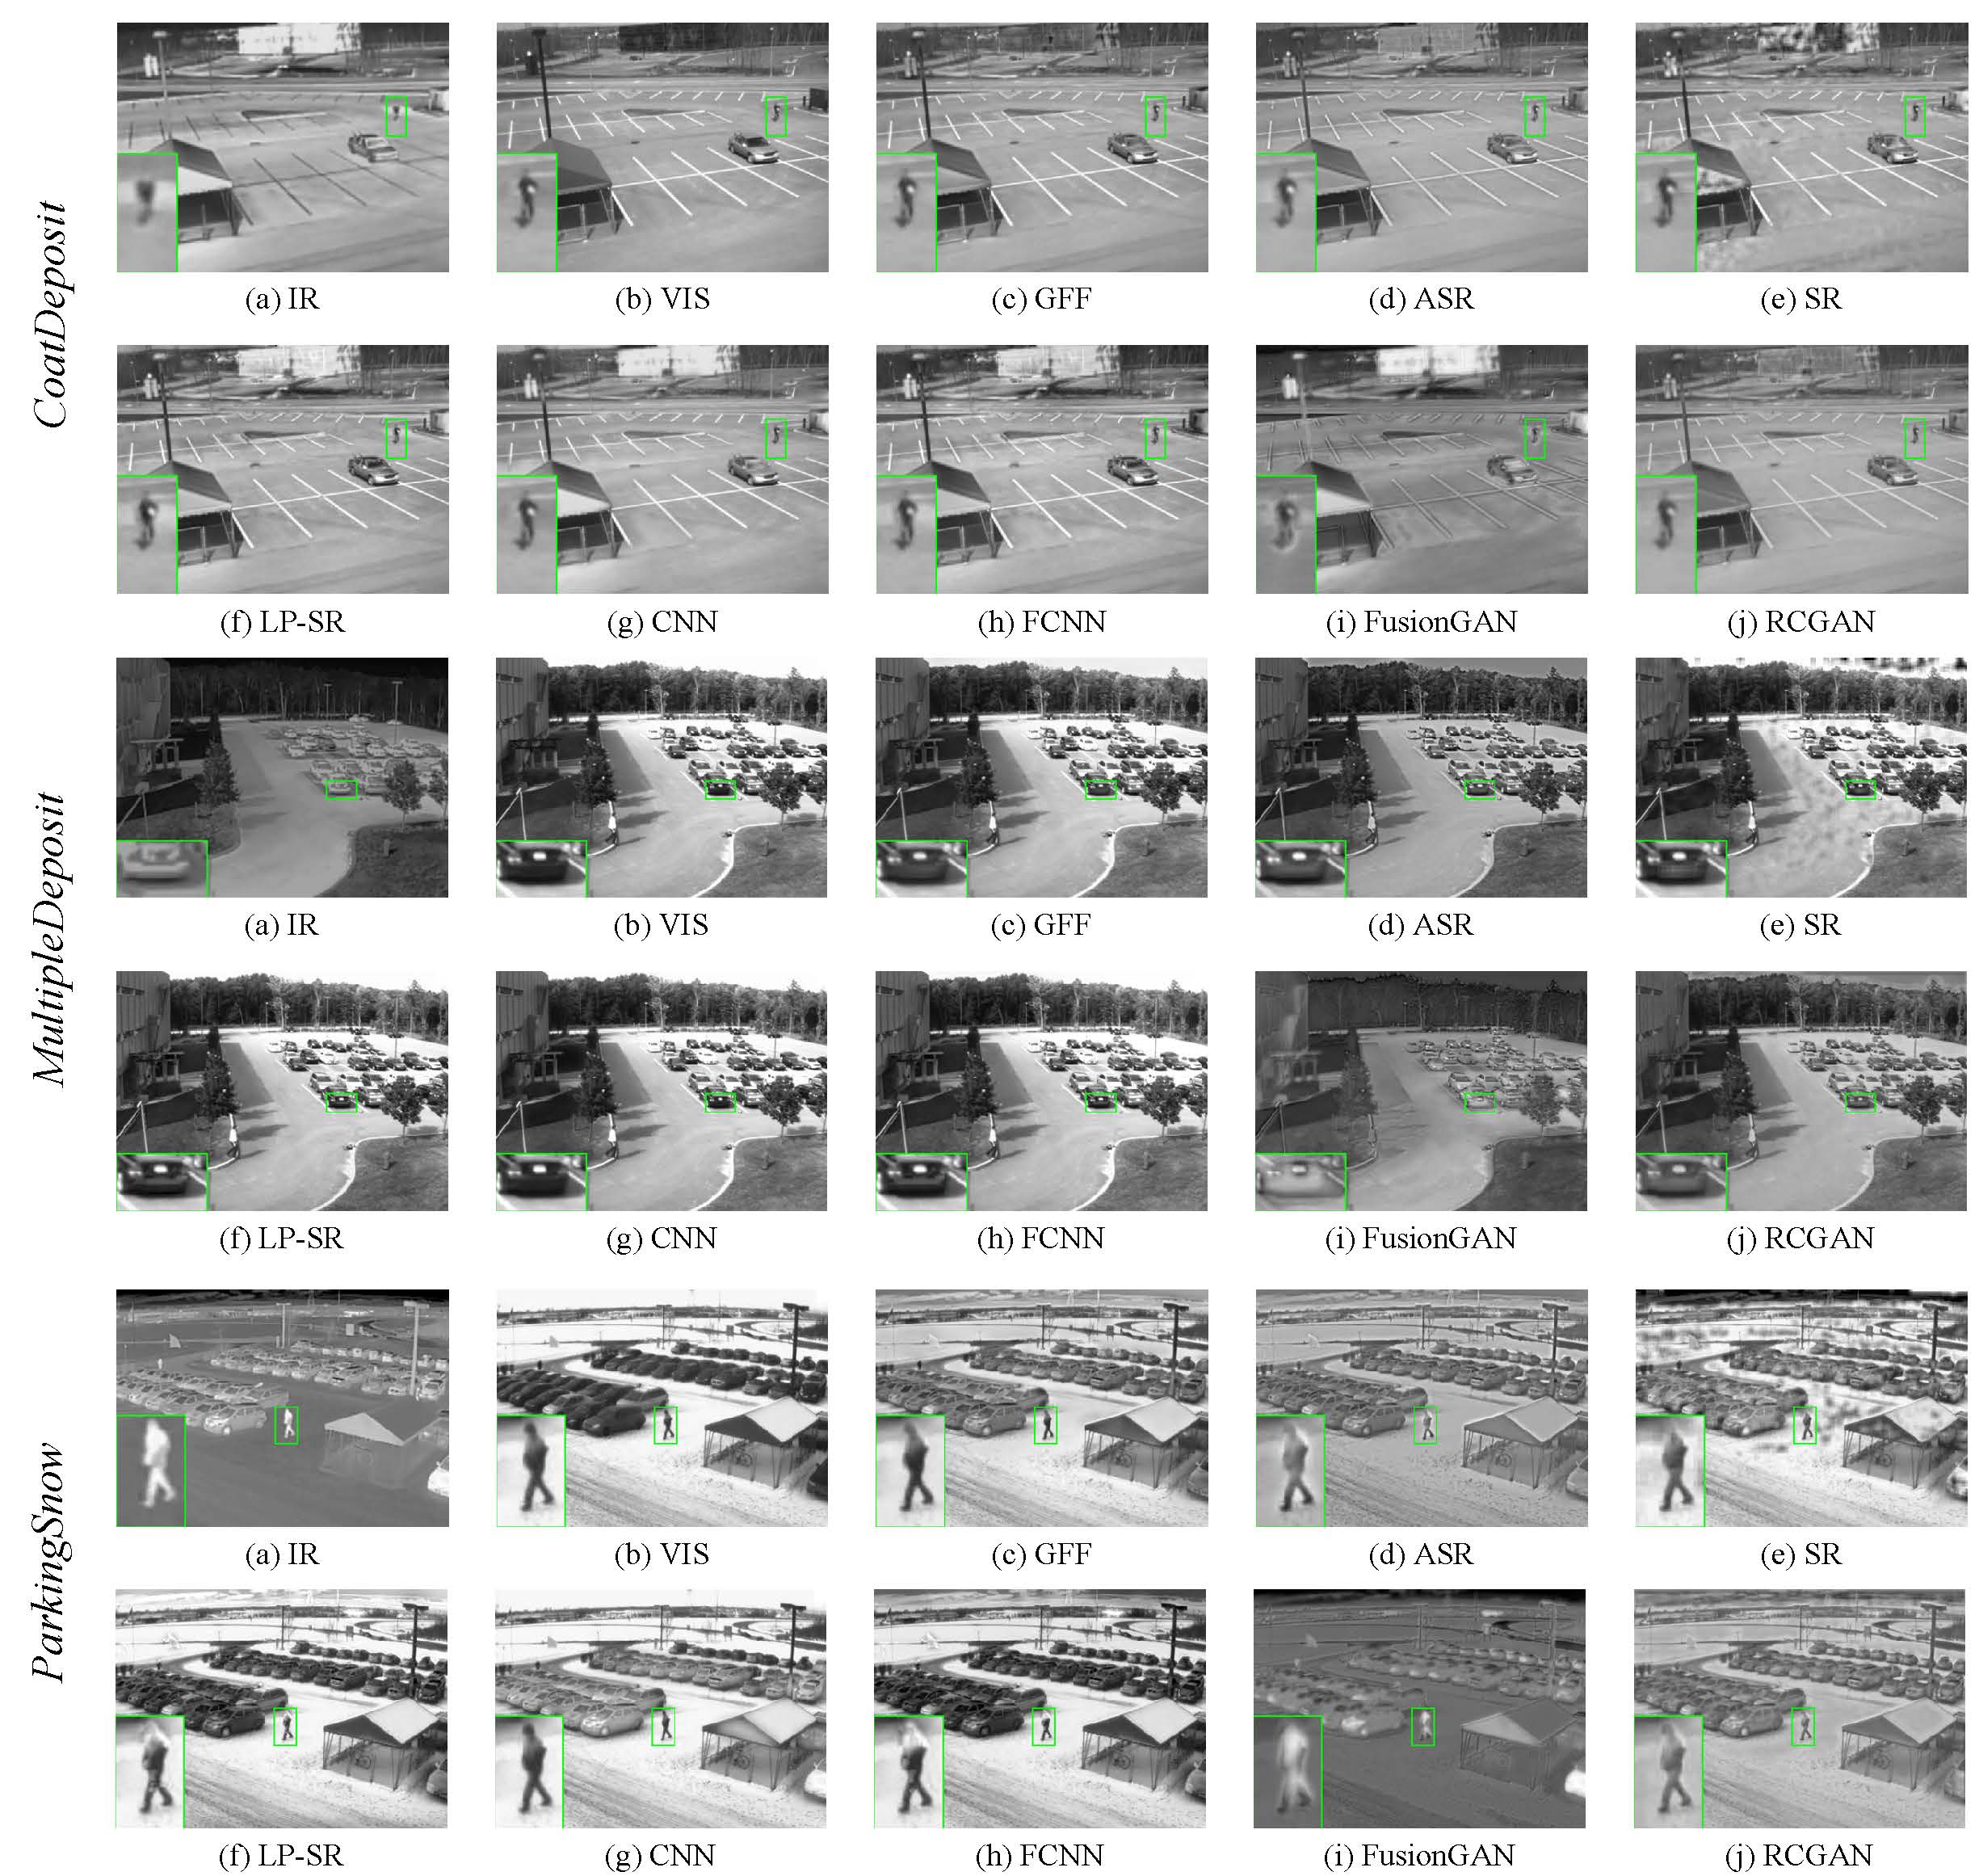 CoatDeposit
(a) IR
(b) VIS
(c) GFF
(d) ASR
(e) SR
(f) LP-SR
(g) CNN
(h) FCNN
(i) FusionGAN
(j) RCGAN
MultipleDeposit
(a) IR
(b) VIS
(c) GFF
(d) ASR
(e) SR
(f) LP-SR
(g) CNN
(h) FCNN
(i) FusionGAN
(j) RCGAN
ParkingSnow
(a) IR
(b) VIS
(c) GFF
(d) ASR
(e) SR
(f) LP-SR
(g) CNN
(h) FCNN
(i) FusionGAN
(j) RCGAN